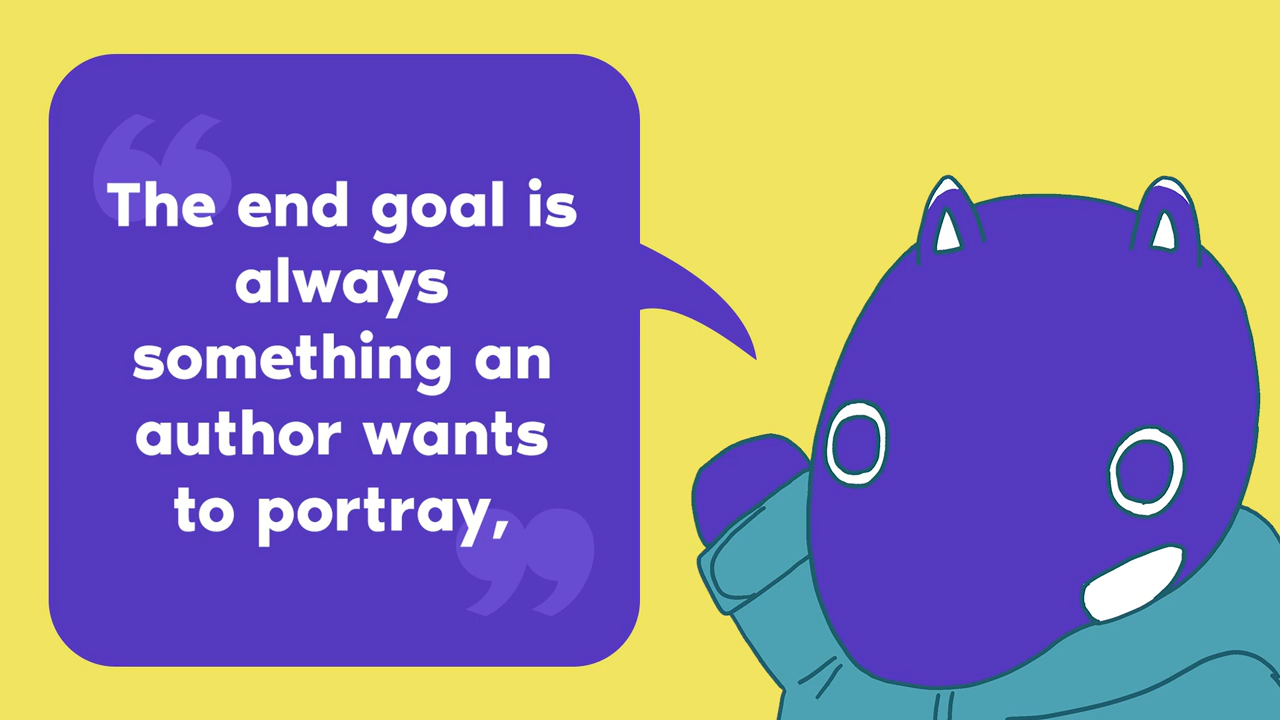 The end goal is
always
something an
author wants
to portray,